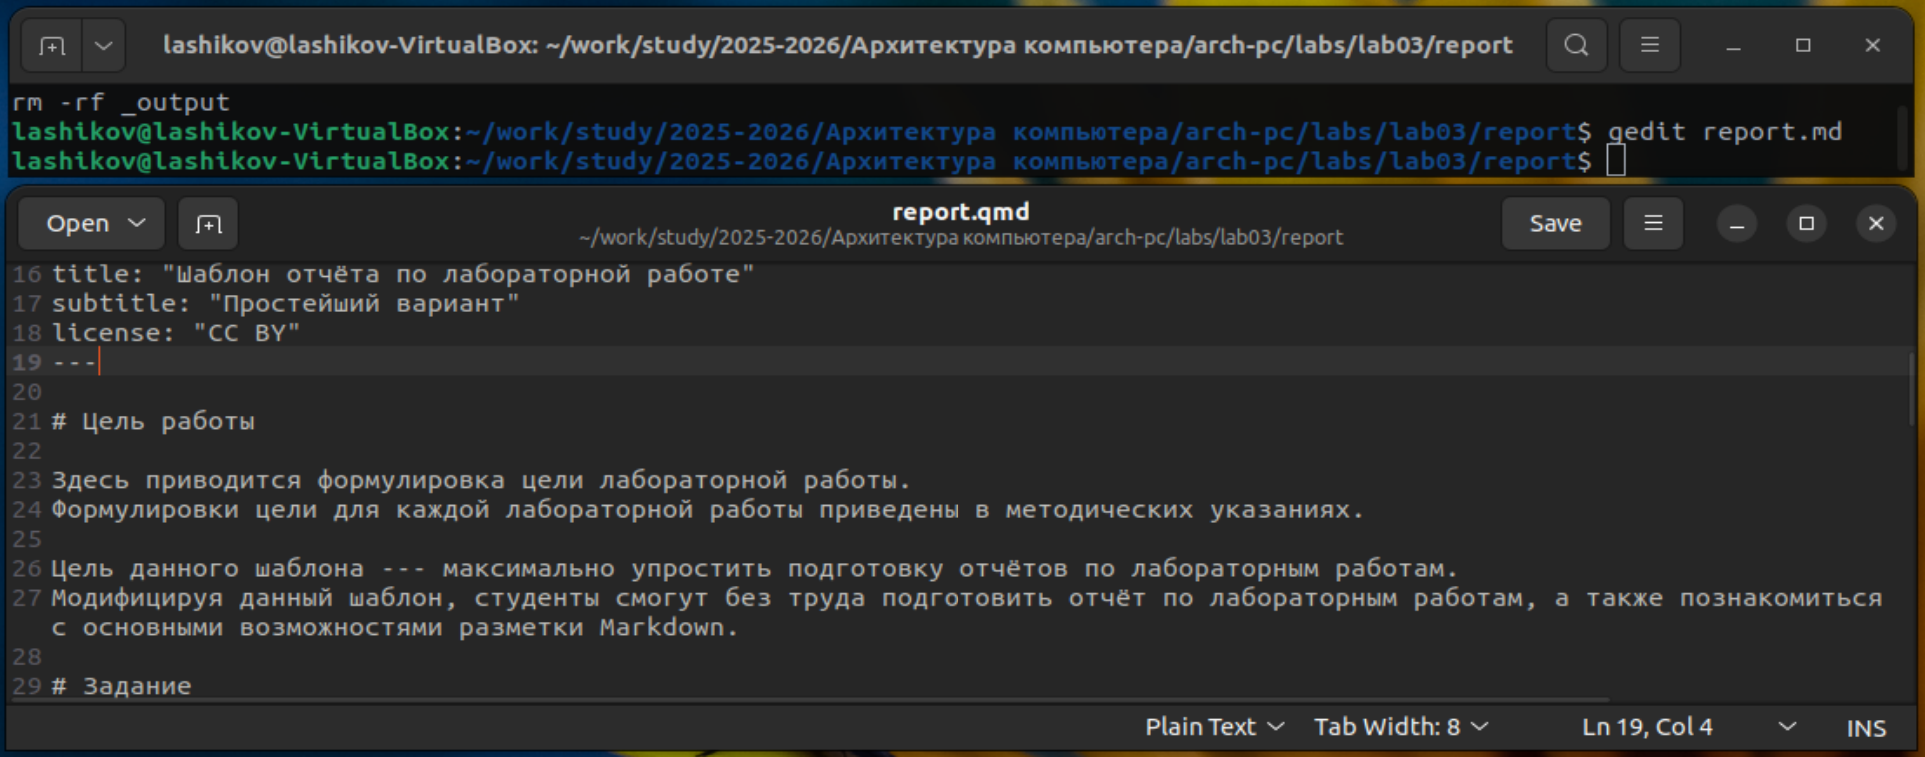 lashikov@lashikov-VirtualBox: ~/work/study/2025-2026/Архитектура компьютера/arch-pc/labs/lab03/report
rm -rf _output
lashikov@lashikov-VirtualBox:~/work/study/2025-2026/Архитектура компьютера/arch-pc/labs/lab03/report$ gedit report.md
lashikov@lashikov-VirtualBox:~/work/study/2025-2026/Архитектура компьютера/arch-pc/labs/lab03/report$
Open
report.qmd
~/work/study/2025-2026/Архитектура компьютера/arch-pc/labs/lab03/report
Save
16 title: "Шаблон отчёта по лабораторной работе"
17 subtitle: "Простейший вариант"
18 license: "CC BY"
19 ---
20
21 # Цель работы
22
23 Здесь приводится формулировка цели лабораторной работы.
24 Формулировки цели для каждой лабораторной работы приведены в методических указаниях.
25
26 Цель данного шаблона --- максимально упростить подготовку отчётов по лабораторным работам.
27 Модифицируя данный шаблон, студенты смогут без труда подготовить отчёт по лабораторным работам, а также познакомиться
с основными возможностями разметки Markdown.
28
29 # Задание
Plain Text Tab Width: 8 Ln 19, Col 4 INS